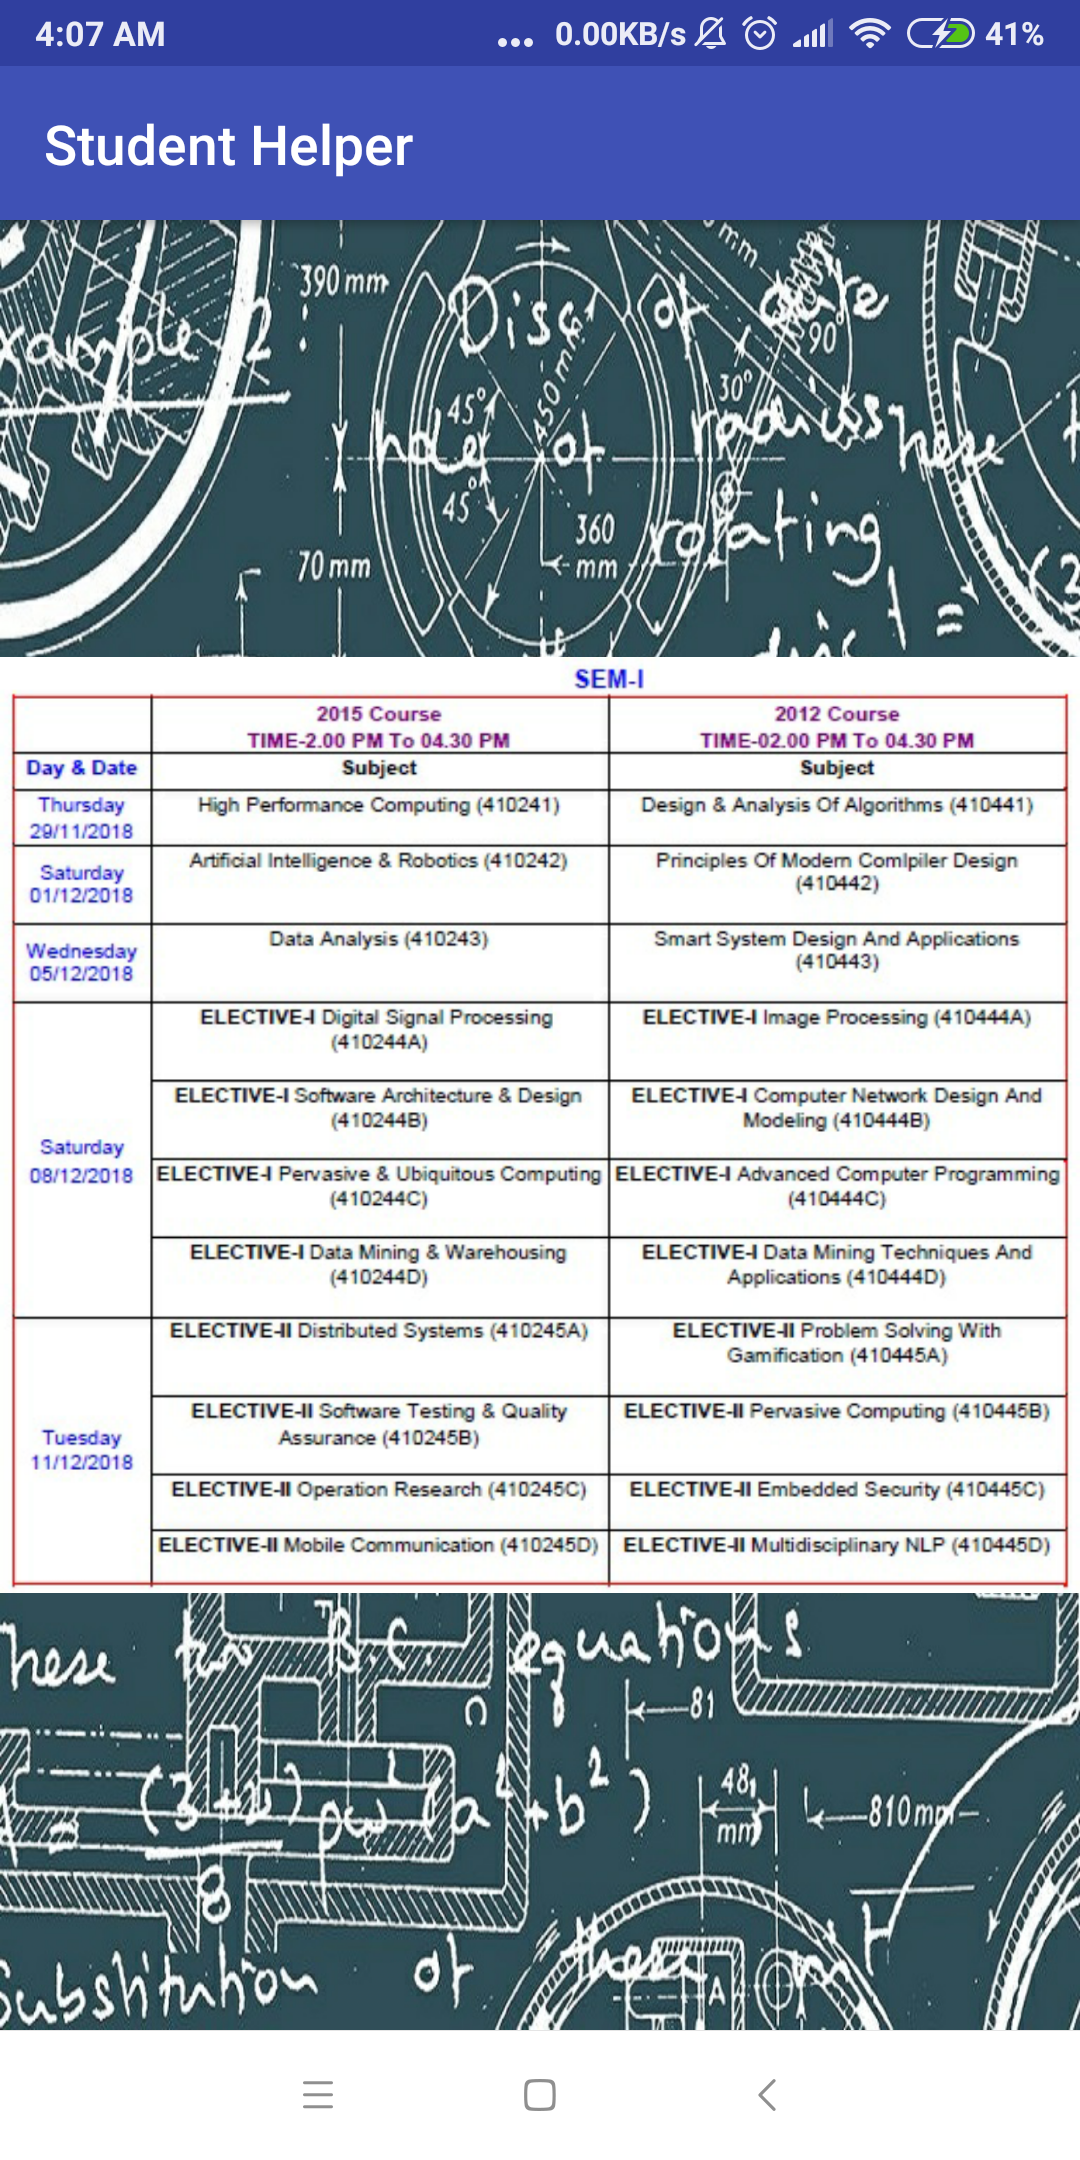 4:07 AM
... 0.00KB/s 41%
Student Helper
390 mm
mm
Disc of
90°
xample 2 :
45°
450 mm
30°
hole of radius here
45°
360
mm
rotating
70 mm
=
(3
SEM-I
2015 Course
TIME-2.00 PM To 04.30 PM
2012 Course
TIME-02.00 PM To 04.30 PM
Day & Date
Subject
Subject
Thursday
29/11/2018
High Performance Computing (410241)
Design & Analysis Of Algorithms (410441)
Saturday
01/12/2018
Artificial Intelligence & Robotics (410242)
Principles Of Modern Comlpiler Design
(410442)
Wednesday
05/12/2018
Data Analysis (410243)
Smart System Design And Applications
(410443)
Saturday
08/12/2018
ELECTIVE-I Digital Signal Processing
(410244A)
ELECTIVE-I Image Processing (410444A)
ELECTIVE-I Software Architecture & Design
(410244B)
ELECTIVE-I Computer Network Design And
Modeling (410444B)
ELECTIVE-I Pervasive & Ubiquitous Computing
(410244C)
ELECTIVE-I Advanced Computer Programming
(410444C)
ELECTIVE-I Data Mining & Warehousing
(410244D)
ELECTIVE-I Data Mining Techniques And
Applications (410444D)
Tuesday
11/12/2018
ELECTIVE-II Distributed Systems (410245A)
ELECTIVE-II Problem Solving With
Gamification (410445A)
ELECTIVE-II Software Testing & Quality
Assurance (410245B)
ELECTIVE-II Pervasive Computing (410445B)
ELECTIVE-II Operation Research (410245C)
ELECTIVE-II Embedded Security (410445C)
ELECTIVE-II Mobile Communication (410245D)
ELECTIVE-II Multidisciplinary NLP (410445D)
hese two B.C. equations
81
48
mm
810 mm
8
Substitution of these
A